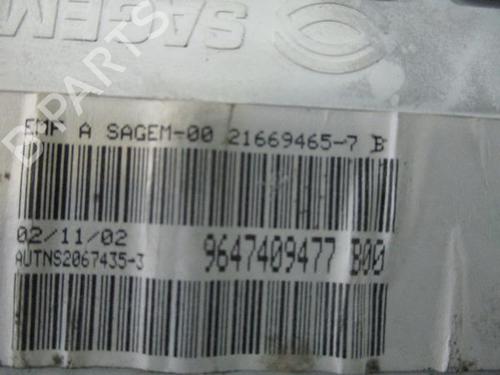 SAGEM
EMF A SAGEM-00 21669465-7 B
02/11/02
9647409477 B00
AUTNS2067435-3
B PARTS